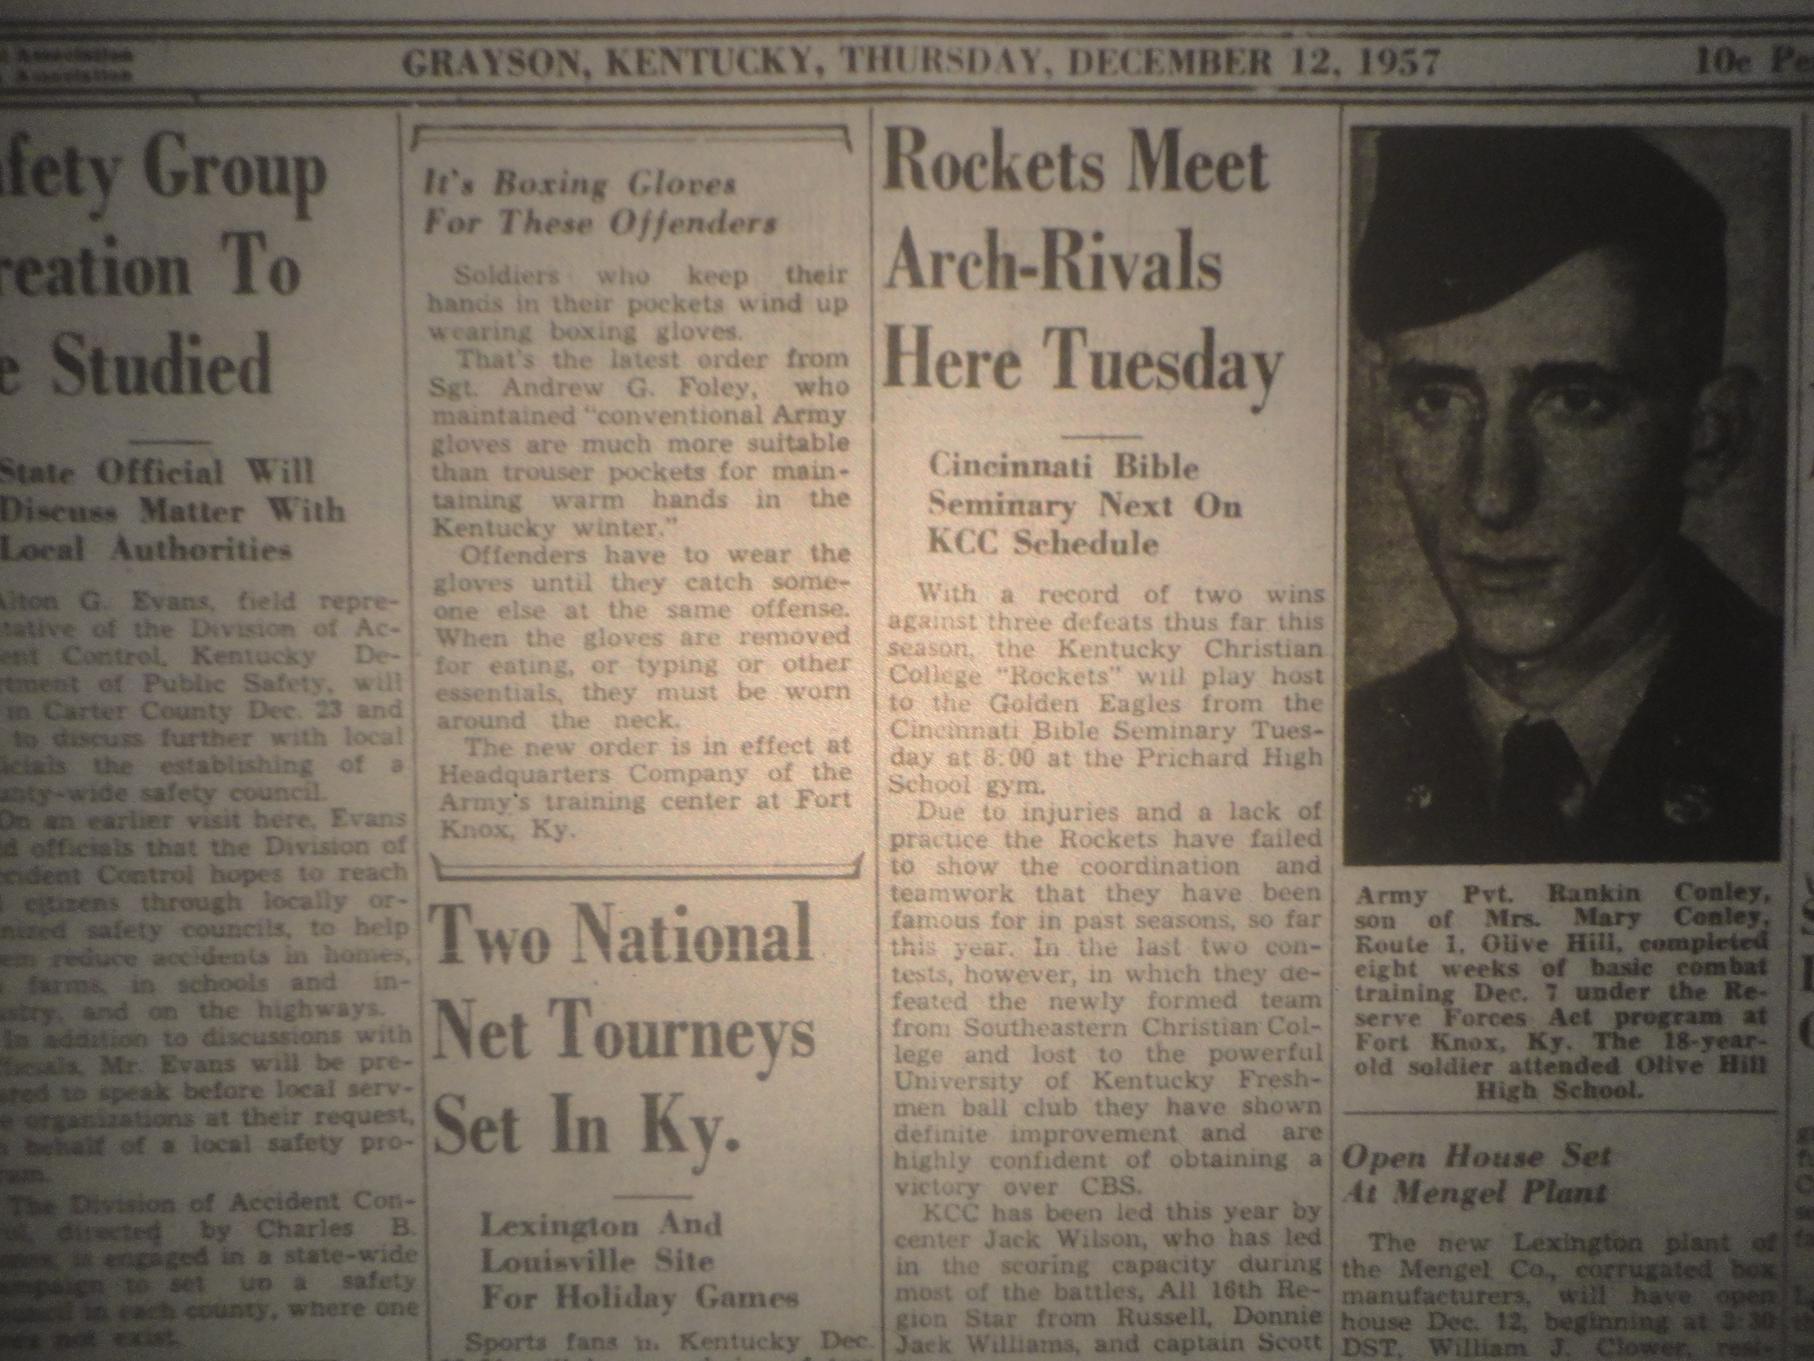 Association
Association
GRAYSON, KENTUCKY, THURSDAY, DECEMBER 12, 1957
10c Pe
afety Group
reation To
e Studied
State Official Will
Discuss Matter With
Local Authorities
Alton G. Evans, field repre-
tative of the Division of Ac-
ent Control, Kentucky De-
rtment of Public Safety, will
in Carter County Dec. 23 and
to discuss further with local
icials the establishing of a
unty-wide safety council.
On an earlier visit here, Evans
d officials that the Division of
ccident Control hopes to reach
l citizens through locally or-
nized safety councils, to help
em reduce accidents in homes,
farms, in schools and in-
ustry, and on the highways.
In addition to discussions with
fficials, Mr. Evans will be pre-
ared to speak before local serv-
e organizations at their request,
n behalf of a local safety pro-
ram.
The Division of Accident Con-
rol, directed by Charles B.
is engaged in a state-wide
ampaign to set up a safety
ouncil in each county, where one
oes not exist.
It's Boxing Gloves
For These Offenders
Soldiers who keep their
hands in their pockets wind up
wearing boxing gloves.
That's the latest order from
Sgt. Andrew G. Foley, who
maintained "conventional Army
gloves are much more suitable
than trouser pockets for main-
taining warm hands in the
Kentucky winter."
Offenders have to wear the
gloves until they catch some-
one else at the same offense.
When the gloves are removed
for eating, or typing or other
essentials, they must be worn
around the neck.
The new order is in effect at
Headquarters Company of the
Army's training center at Fort
Knox, Ky.
Two National
Net Tourneys
Set In Ky.
Lexington And
Louisville Site
For Holiday Games
Sports fans in Kentucky Dec.
Rockets Meet
Arch-Rivals
Here Tuesday
Cincinnati Bible
Seminary Next On
KCC Schedule
With a record of two wins
against three defeats thus far this
season, the Kentucky Christian
College "Rockets" will play host
to the Golden Eagles from the
Cincinnati Bible Seminary Tues-
day at 8:00 at the Prichard High
School gym.
Due to injuries and a lack of
practice the Rockets have failed
to show the coordination and
teamwork that they have been
famous for in past seasons, so far
this year. In the last two con-
tests, however, in which they de-
feated the newly formed team
from Southeastern Christian Col-
lege and lost to the powerful
University of Kentucky Fresh-
men ball club they have shown
definite improvement and are
highly confident of obtaining a
victory over CBS.
KCC has been led this year by
center Jack Wilson, who has led
in the scoring capacity during
most of the battles, All 16th Re-
gion Star from Russell, Donnie
Jack Williams, and captain Scott
Army Pvt. Rankin Conley,
son of Mrs. Mary Conley,
Route 1, Olive Hill, completed
eight weeks of basic combat
training Dec. 7 under the Re-
serve Forces Act program at
Fort Knox, Ky. The 18-year-
old soldier attended Olive Hill
High School.
Open House Set
At Mengel Plant
The new Lexington plant of
the Mengel Co., corrugated box
manufacturers, will have open
house Dec. 12, beginning at 3:30
DST, William J. Clower, resi-